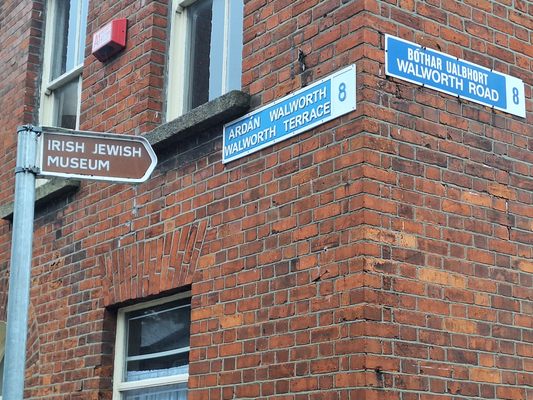 IRISH JEWISH
MUSEUM
ARDÁN WALWORTH
WALWORTH TERRACE
8
BÓTHAR UALBHORT
WALWORTH ROAD
8